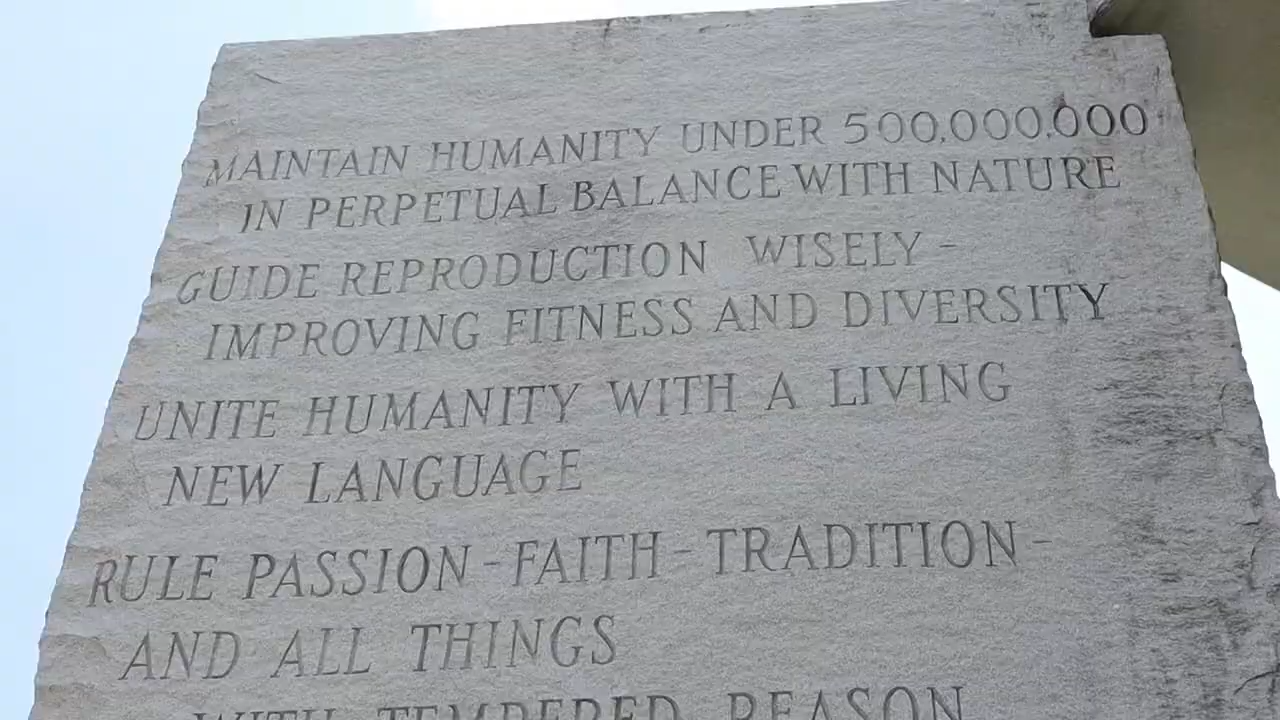 MAINTAIN HUMANITY UNDER 500,000,000
IN PERPETUAL BALANCE WITH NATURE
GUIDE REPRODUCTION WISELY -
IMPROVING FITNESS AND DIVERSITY
UNITE HUMANITY WITH A LIVING
NEW LANGUAGE
RULE PASSION - FAITH - TRADITION -
AND ALL THINGS
WITH TEMPERED REASON